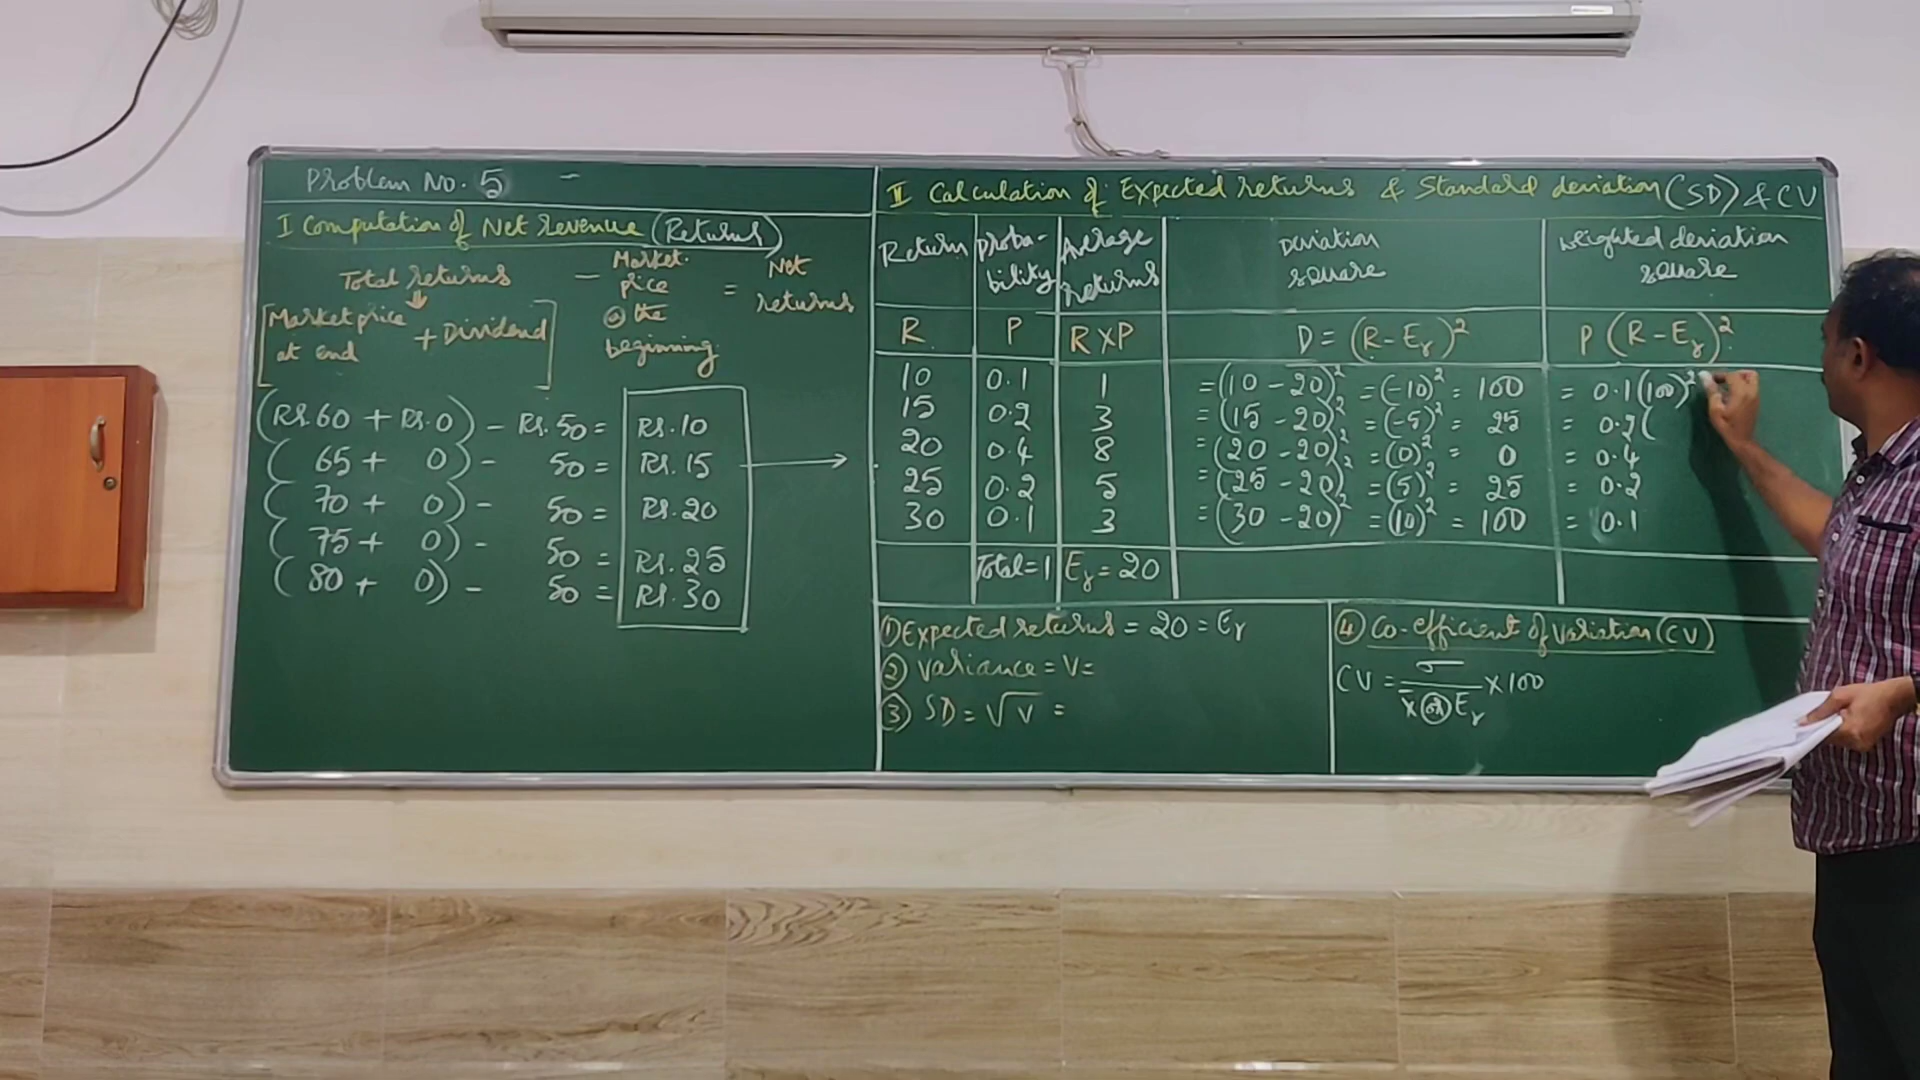 Problem No. 5 -
I Computation of Net revenue (Returns)
Total returns - Market price @ the beginning = Net returns
[Market price at end + Dividend]
(Rs.60 + Rs.0) - Rs.50 = Rs.10
( 65 + 0) - 50 = Rs.15
( 70 + 0) - 50 = Rs.20
( 75 + 0) - 50 = Rs.25
( 80 + 0) - 50 = Rs.30
II Calculation of Expected returns & Standard deviation (SD) & CV
Return | Proba-bility | Average returns | Deviation square | Weighted deviation square
R | P | R×P | D = (R-Eᵣ)² | P (R-Eᵣ)²
10 | 0.1 | 1 | = (10 - 20)² = (-10)² = 100 | = 0.1(100)²
15 | 0.2 | 3 | = (15 - 20)² = (-5)² = 25 | = 0.2(
20 | 0.4 | 8 | = (20 - 20)² = (0)² = 0 | = 0.4
25 | 0.2 | 5 | = (25 - 20)² = (5)² = 25 | = 0.2
30 | 0.1 | 3 | = (30 - 20)² = (10)² = 100 | = 0.1
Total = 1 | Eᵣ = 20
① Expected returns = 20 = Eᵣ
② Variance = V =
③ SD = √V =
④ Co-efficient of Variation (CV)
CV = σ / x̄ (or) Eᵣ × 100